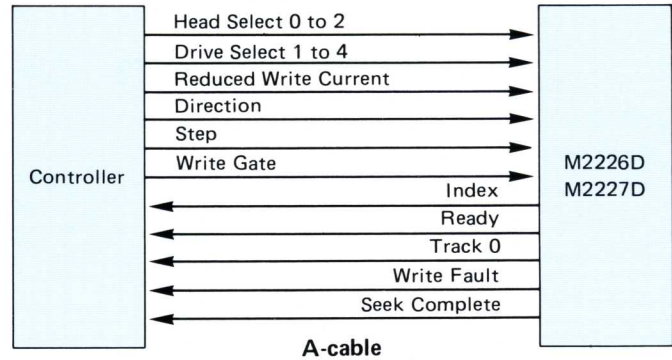 Head Select 0 to 2
Drive Select 1 to 4
Reduced Write Current
Direction
Step
Write Gate
Controller
M2226D
M2227D
Index
Ready
Track 0
Write Fault
Seek Complete
A-cable